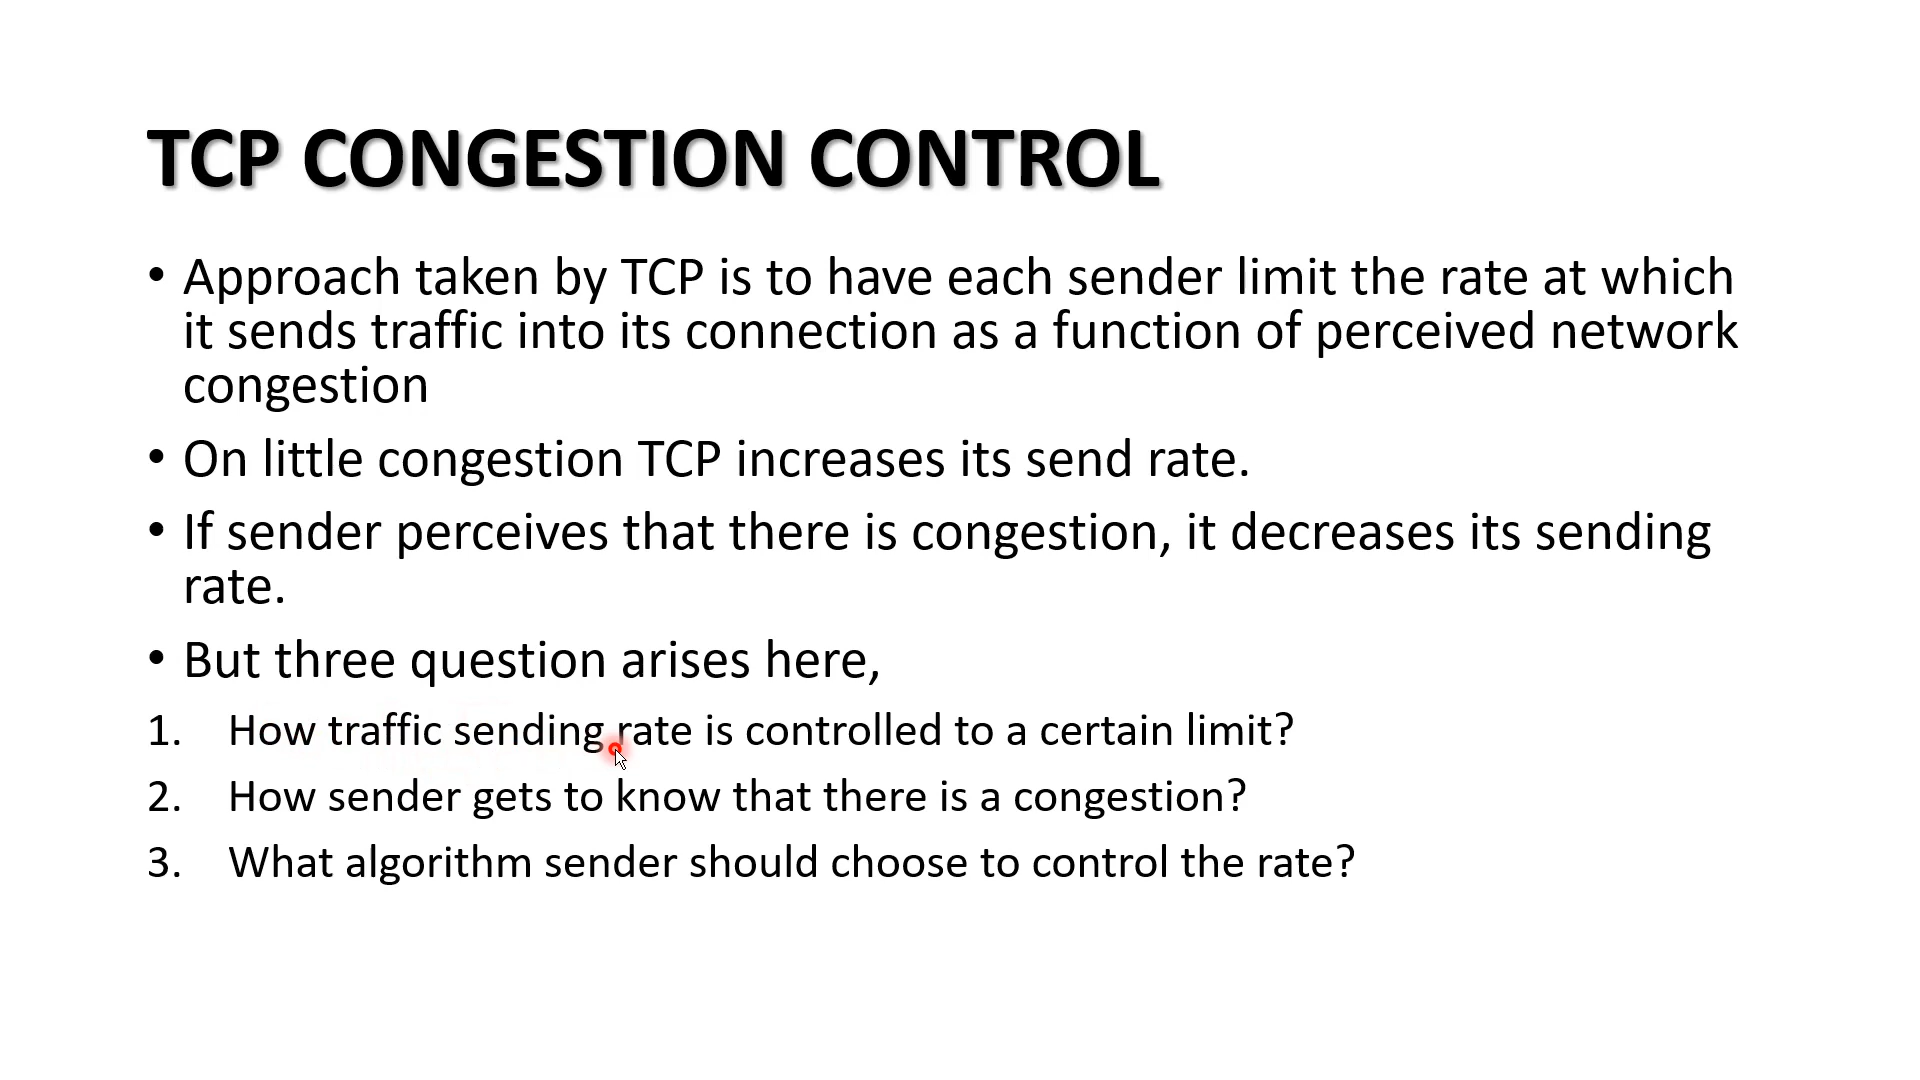 TCP CONGESTION CONTROL
• Approach taken by TCP is to have each sender limit the rate at which
it sends traffic into its connection as a function of perceived network
congestion
• On little congestion TCP increases its send rate.
• If sender perceives that there is congestion, it decreases its sending
rate.
• But three question arises here,
1. How traffic sending rate is controlled to a certain limit?
2. How sender gets to know that there is a congestion?
3. What algorithm sender should choose to control the rate?